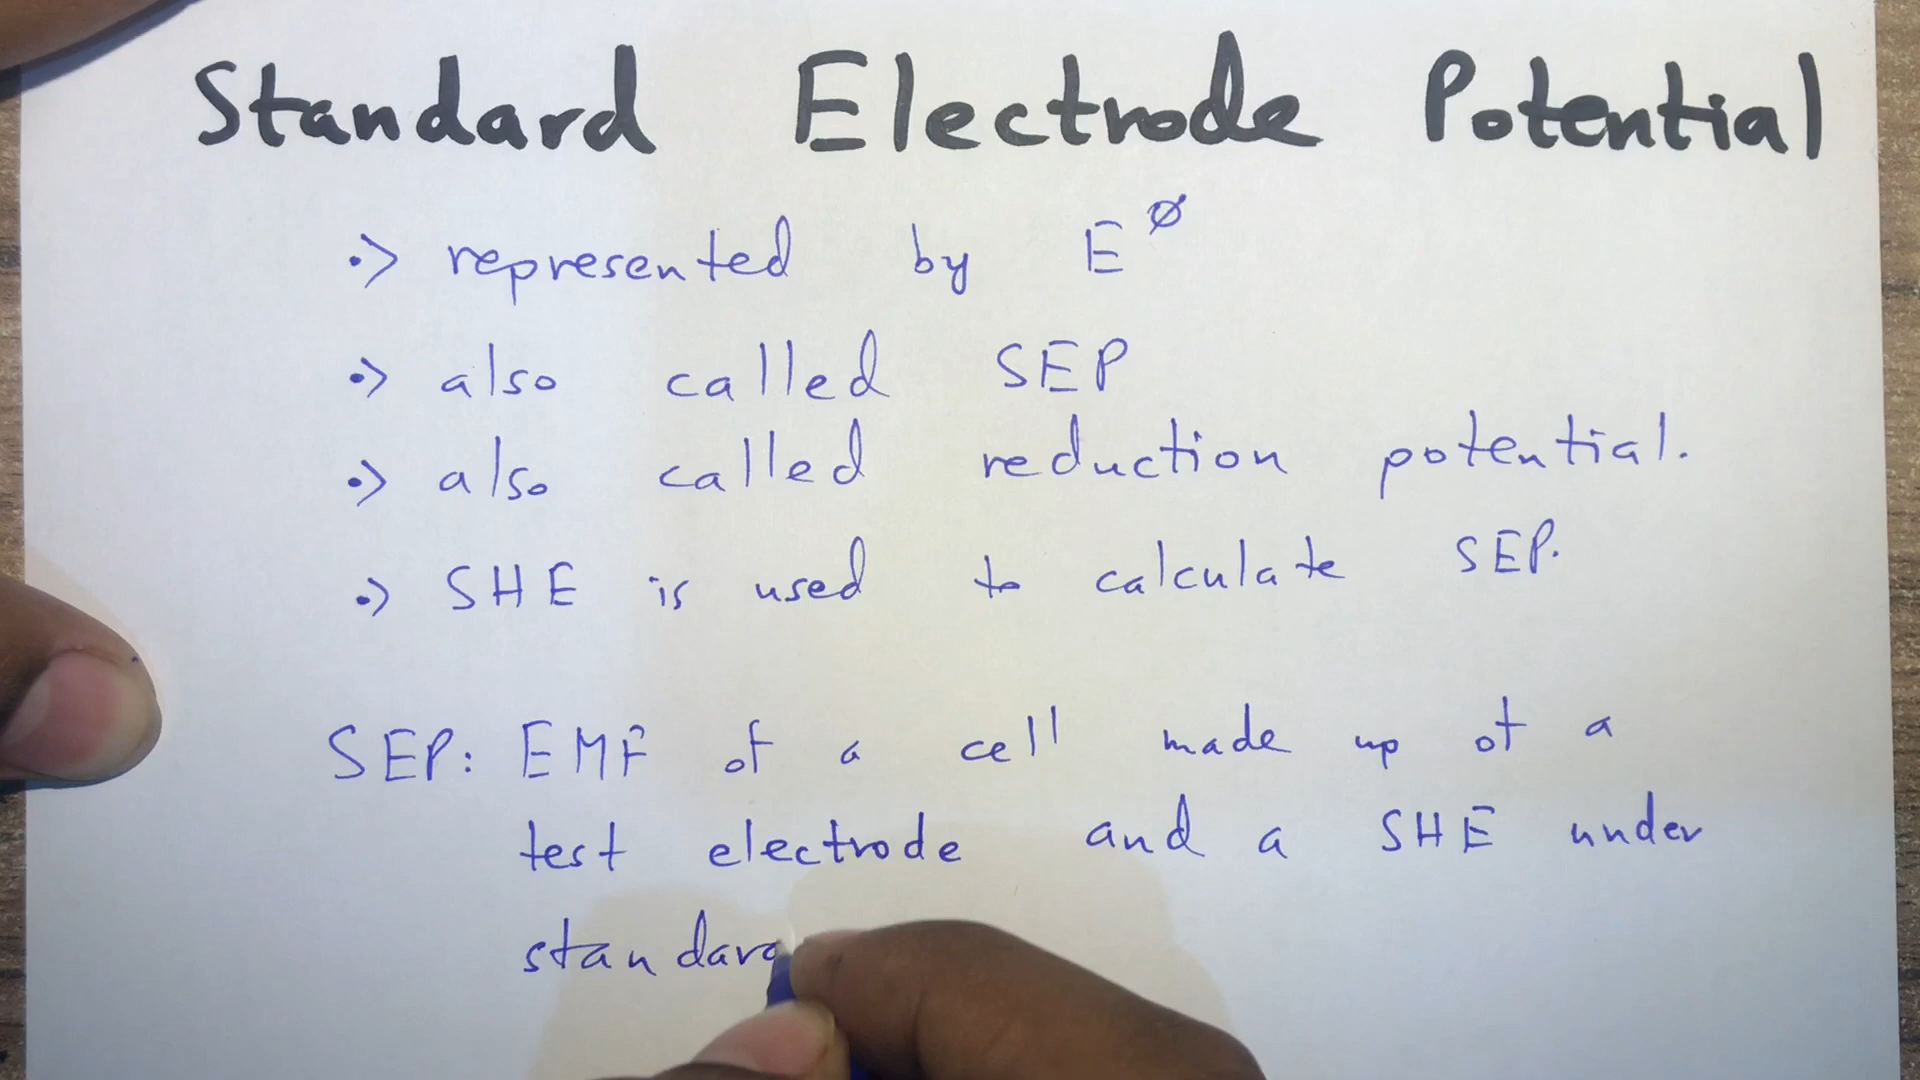 Standard Electrode Potential
•> represented by E^ø
•> also called SEP
•> also called reduction potential.
•> SHE is used to calculate SEP.
SEP: EMF of a cell made up of a
test electrode and a SHE under
standard